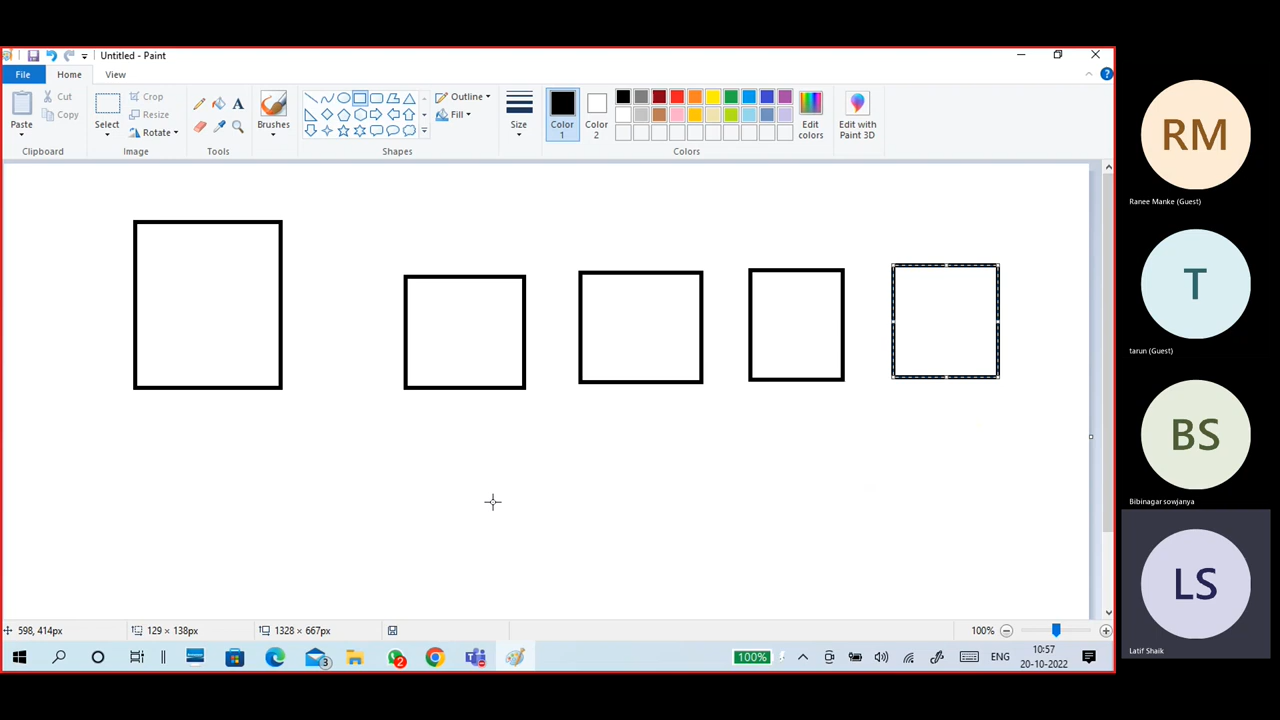 Untitled - Paint
File
Home
View
Paste
Cut
Copy
Clipboard
Select
Crop
Resize
Rotate
Image
A
Tools
Brushes
Shapes
Outline
Fill
Size
Color 1
Color 2
Edit colors
Colors
Edit with Paint 3D
RM
Ranee Manke (Guest)
T
tarun (Guest)
BS
Bibinagar sowjanya
LS
Latif Shaik
598, 414px
129 × 138px
1328 × 667px
100%
3
2
100%
ENG
10:57
20-10-2022